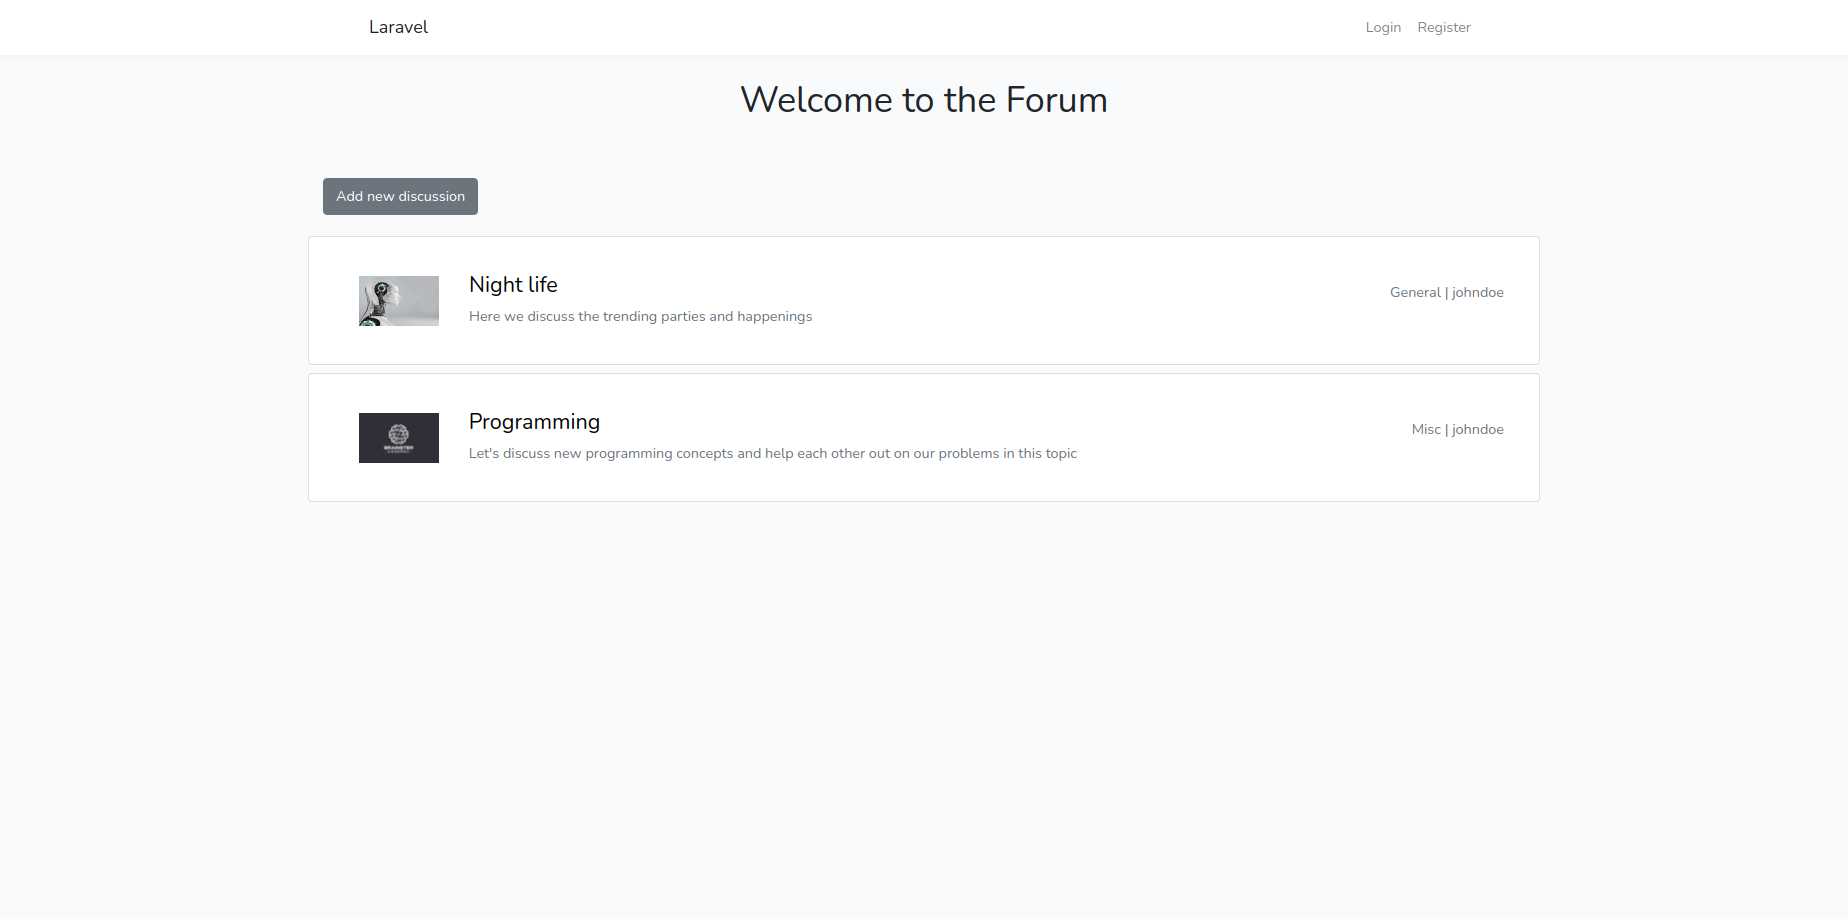 Laravel
Login Register
Welcome to the Forum
Add new discussion
Night life
General | johndoe
Here we discuss the trending parties and happenings
Programming
Misc | johndoe
BRAINSTER
Let's discuss new programming concepts and help each other out on our problems in this topic